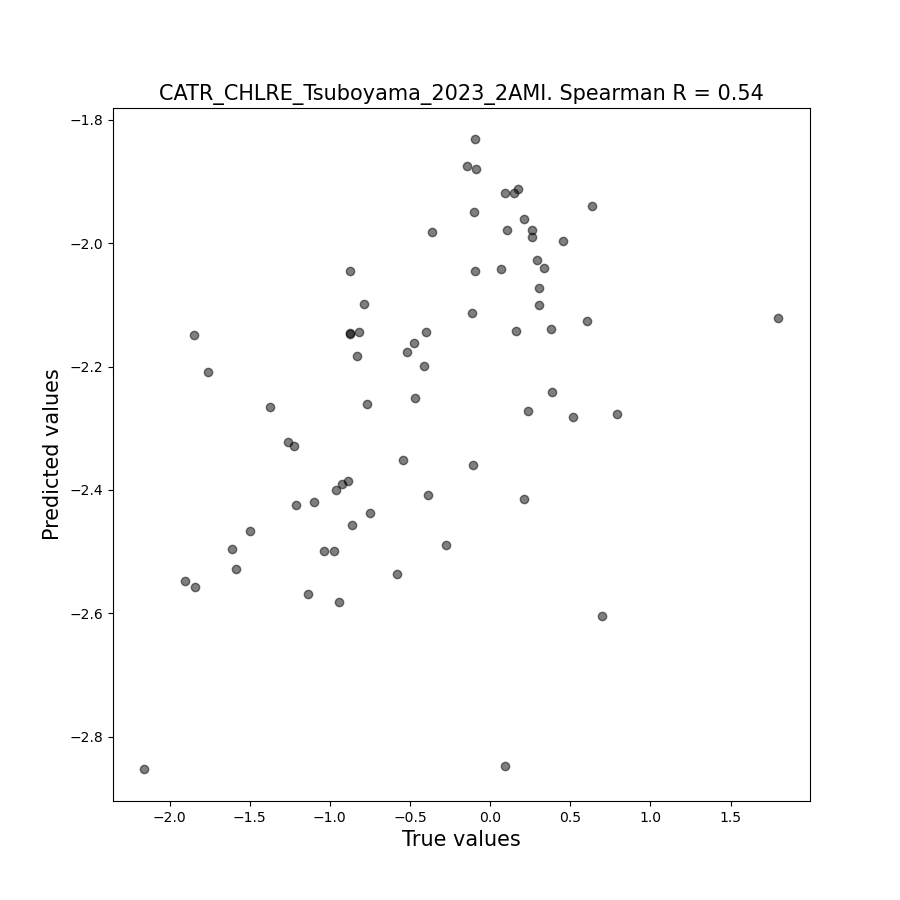 CATR_CHLRE_Tsuboyama_2023_2AMI. Spearman R = 0.54
−1.8
−2.0
−2.2
−2.4
−2.6
−2.8
Predicted values
−2.0 −1.5 −1.0 −0.5 0.0 0.5 1.0 1.5
True values